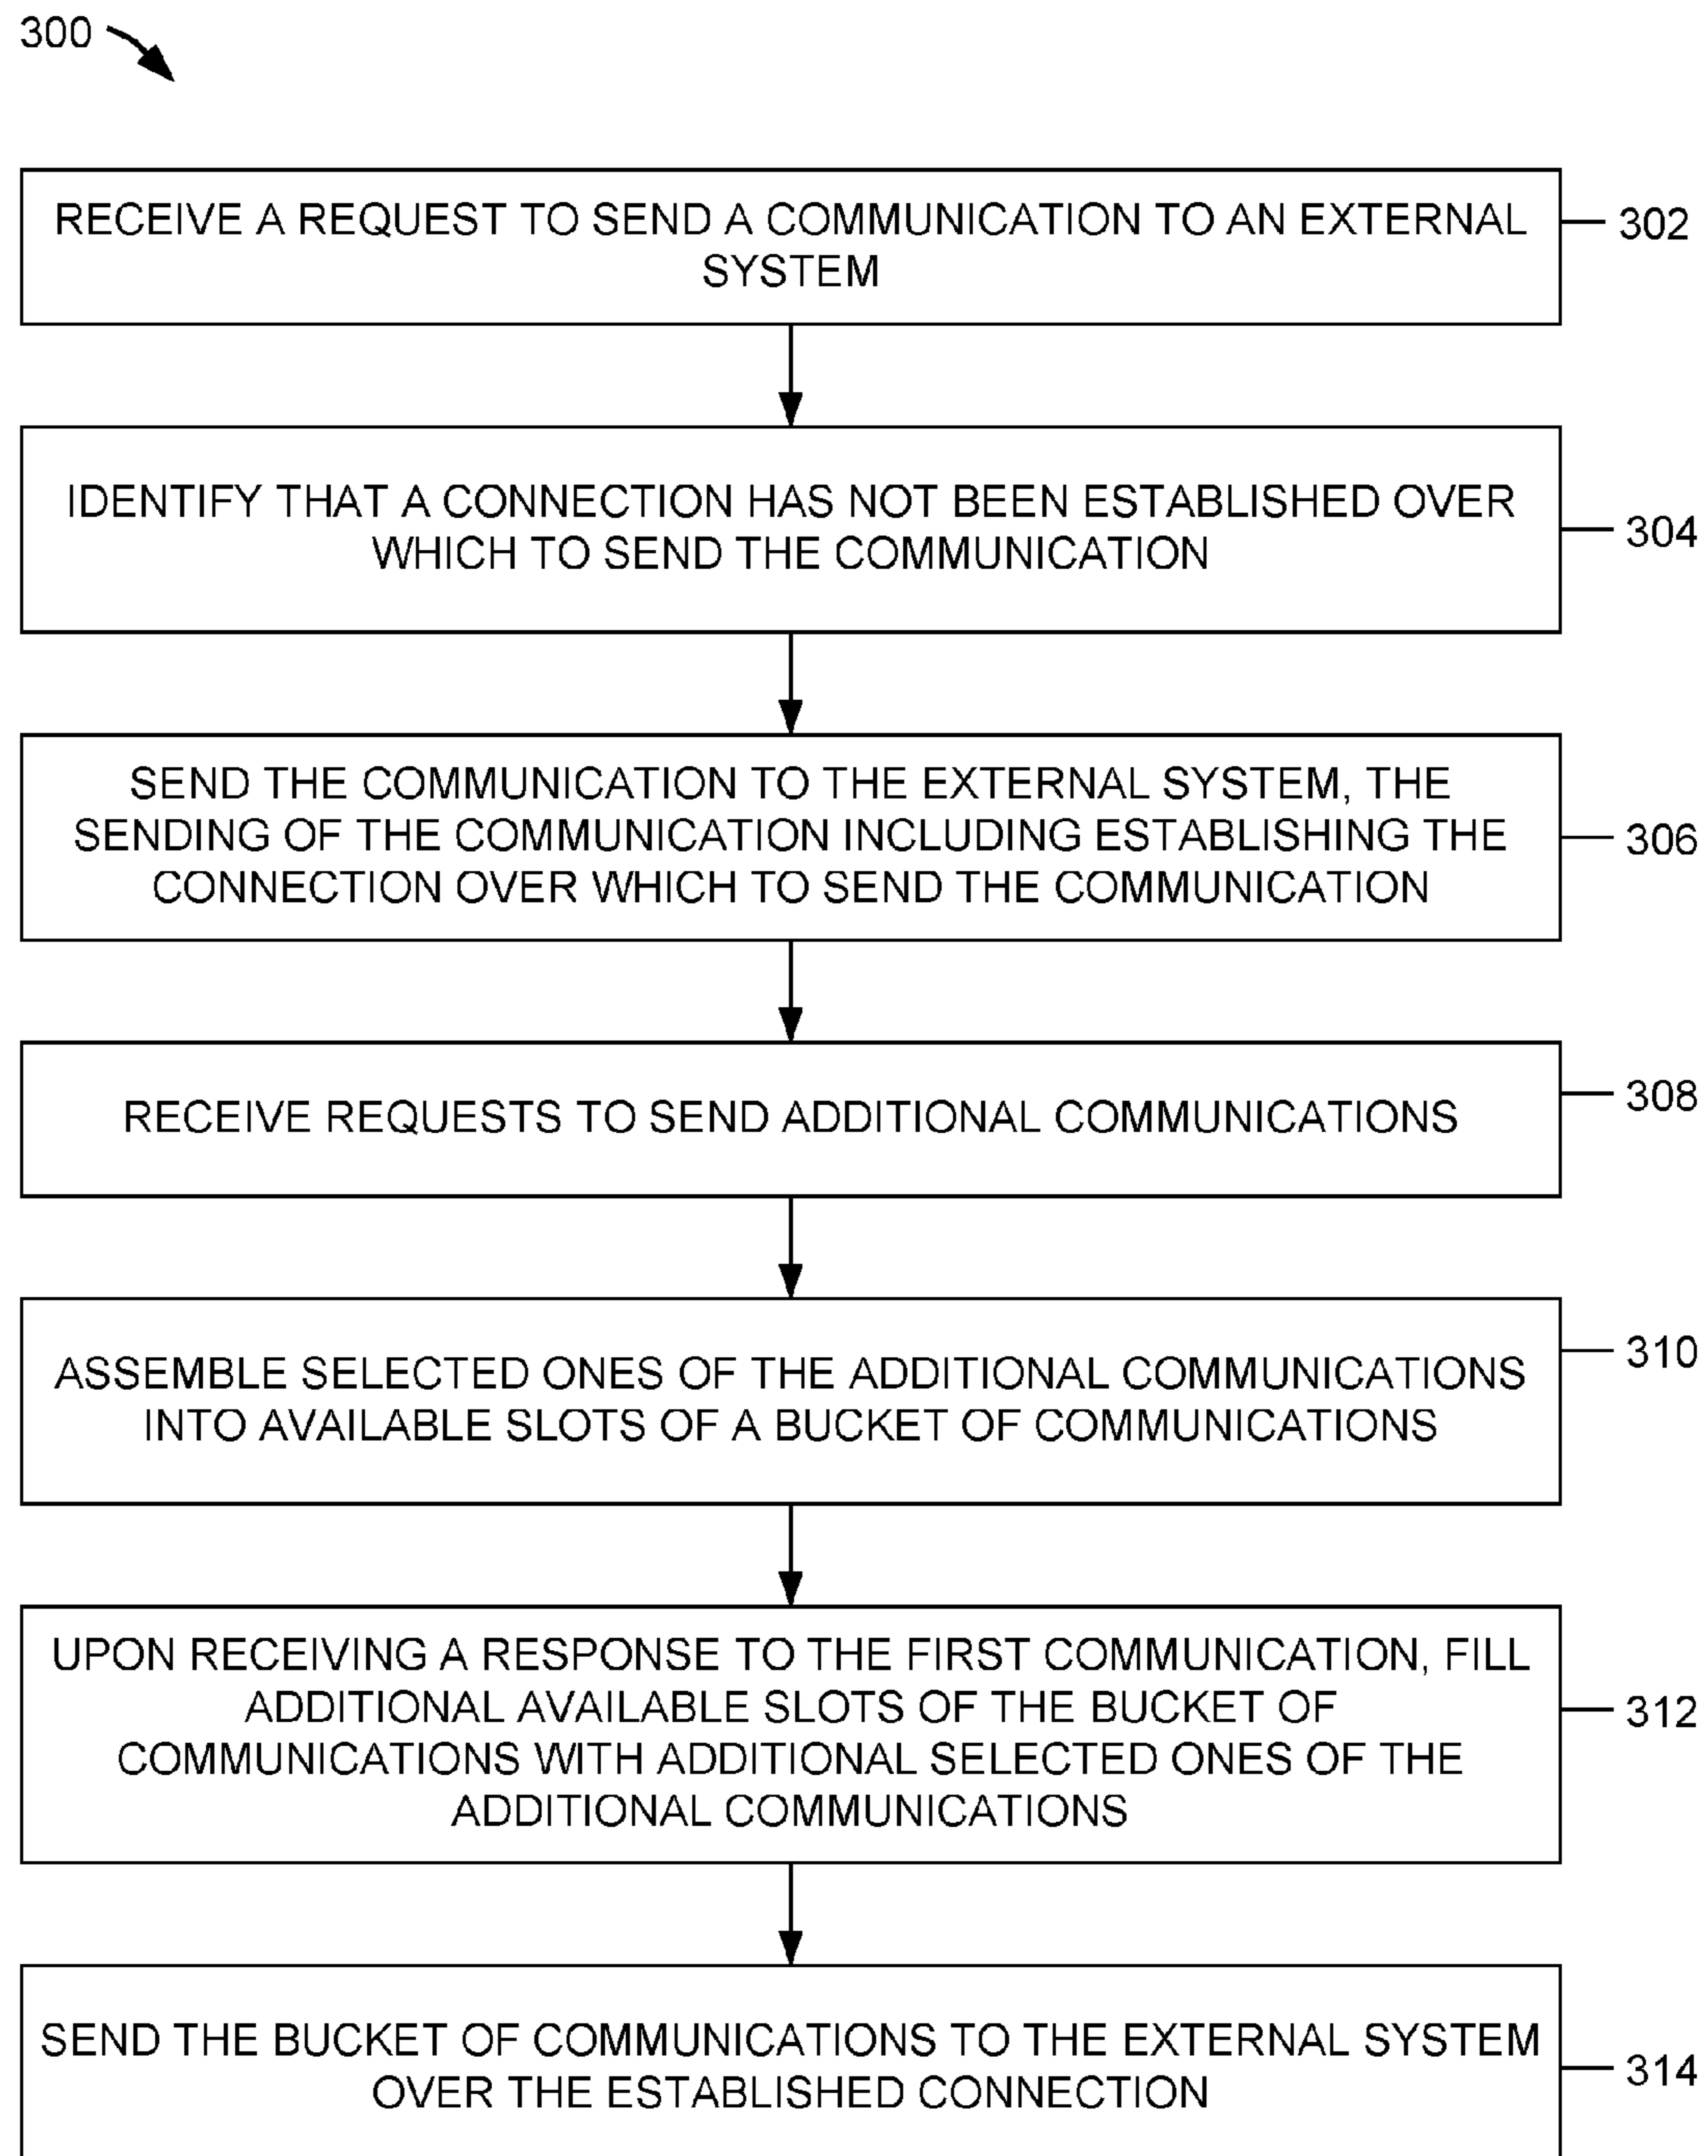 300
RECEIVE A REQUEST TO SEND A COMMUNICATION TO AN EXTERNAL
SYSTEM
302
IDENTIFY THAT A CONNECTION HAS NOT BEEN ESTABLISHED OVER
WHICH TO SEND THE COMMUNICATION
304
SEND THE COMMUNICATION TO THE EXTERNAL SYSTEM, THE
SENDING OF THE COMMUNICATION INCLUDING ESTABLISHING THE
CONNECTION OVER WHICH TO SEND THE COMMUNICATION
306
RECEIVE REQUESTS TO SEND ADDITIONAL COMMUNICATIONS
308
ASSEMBLE SELECTED ONES OF THE ADDITIONAL COMMUNICATIONS
INTO AVAILABLE SLOTS OF A BUCKET OF COMMUNICATIONS
310
UPON RECEIVING A RESPONSE TO THE FIRST COMMUNICATION, FILL
ADDITIONAL AVAILABLE SLOTS OF THE BUCKET OF
COMMUNICATIONS WITH ADDITIONAL SELECTED ONES OF THE
ADDITIONAL COMMUNICATIONS
312
SEND THE BUCKET OF COMMUNICATIONS TO THE EXTERNAL SYSTEM
OVER THE ESTABLISHED CONNECTION
314